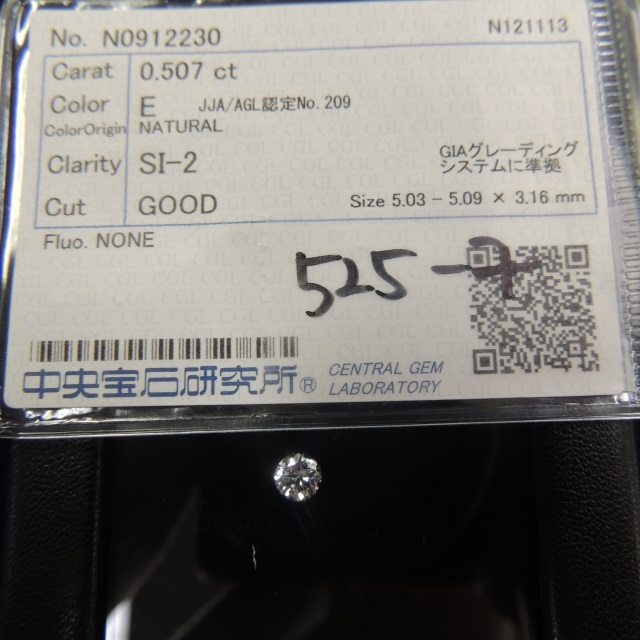 No. N0912230 N121113
Carat 0.507 ct
Color E JJA/AGL認定No.209
ColorOrigin NATURAL
Clarity SI-2 GIAグレーディング
システムに準拠
Cut GOOD Size 5.03 - 5.09 × 3.16 mm
Fluo. NONE
525-7
中央宝石研究所® CENTRAL GEM
LABORATORY